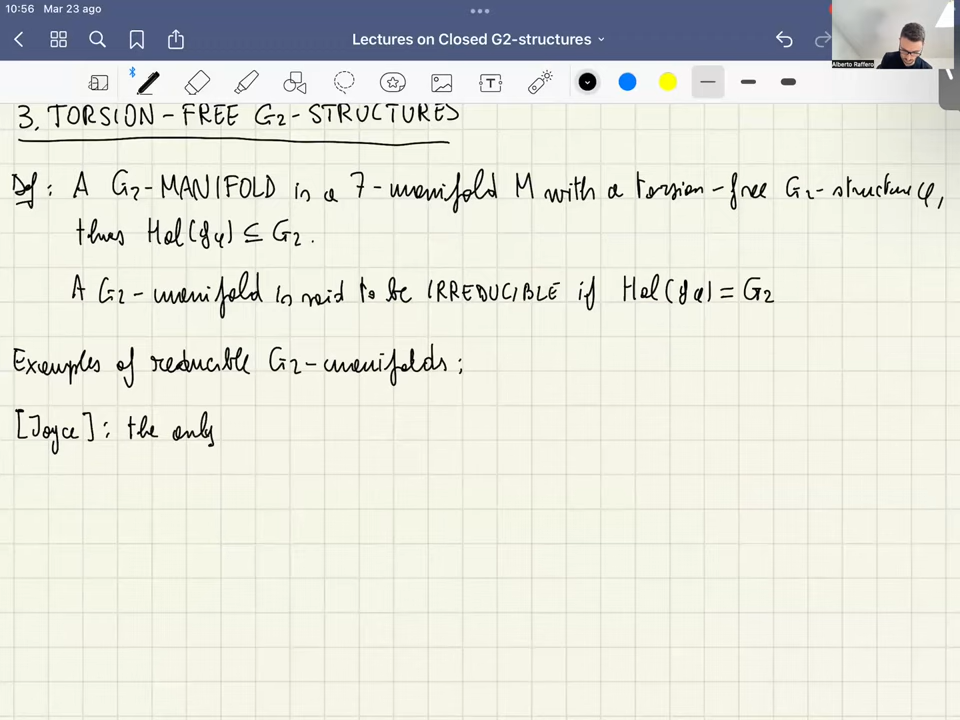 10:56 Mar 23 ago
Lectures on Closed G2-structures
Alberto Raffero
3. TORSION-FREE G₂-STRUCTURES
Def: A G₂-MANIFOLD is a 7-manifold M with a torsion-free G₂-structure φ,
thus Hol(g_φ) ⊆ G₂.
A G₂-manifold is said to be IRREDUCIBLE if Hol(g_φ) = G₂
Examples of reducible G₂-manifolds:
[Joyce]: the only